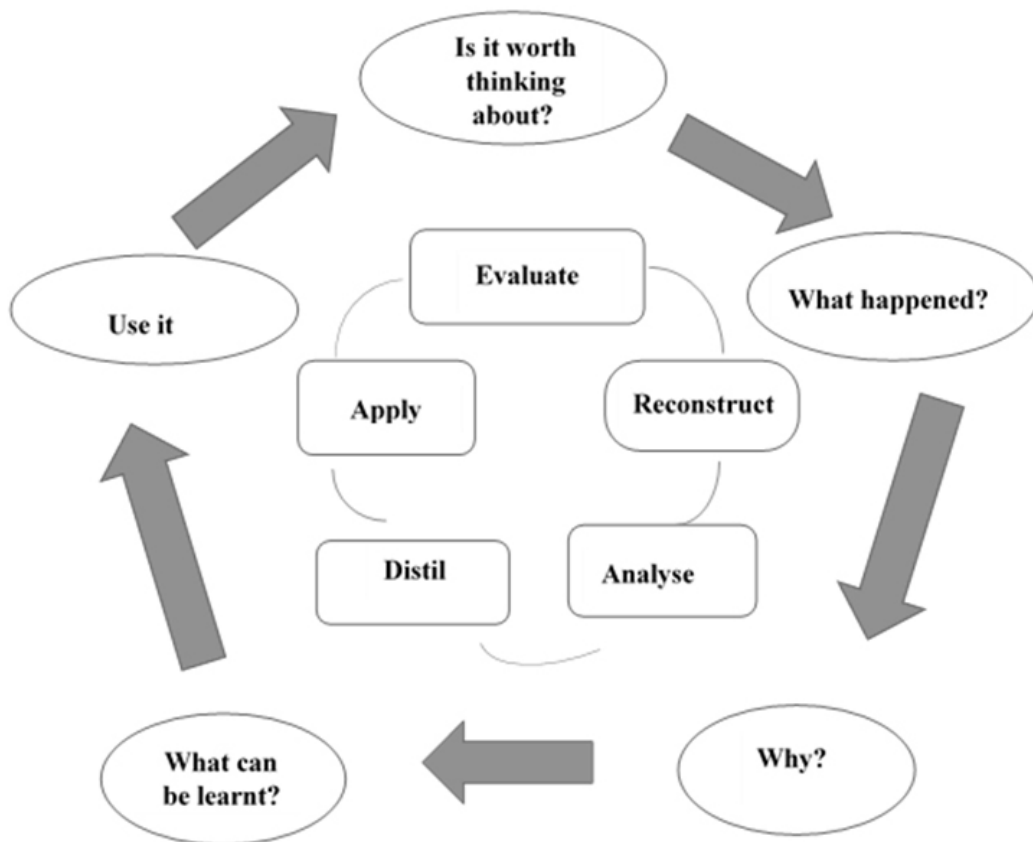 Is it worth
thinking
about?
What happened?
Why?
What can
be learnt?
Use it
Evaluate
Reconstruct
Analyse
Distil
Apply